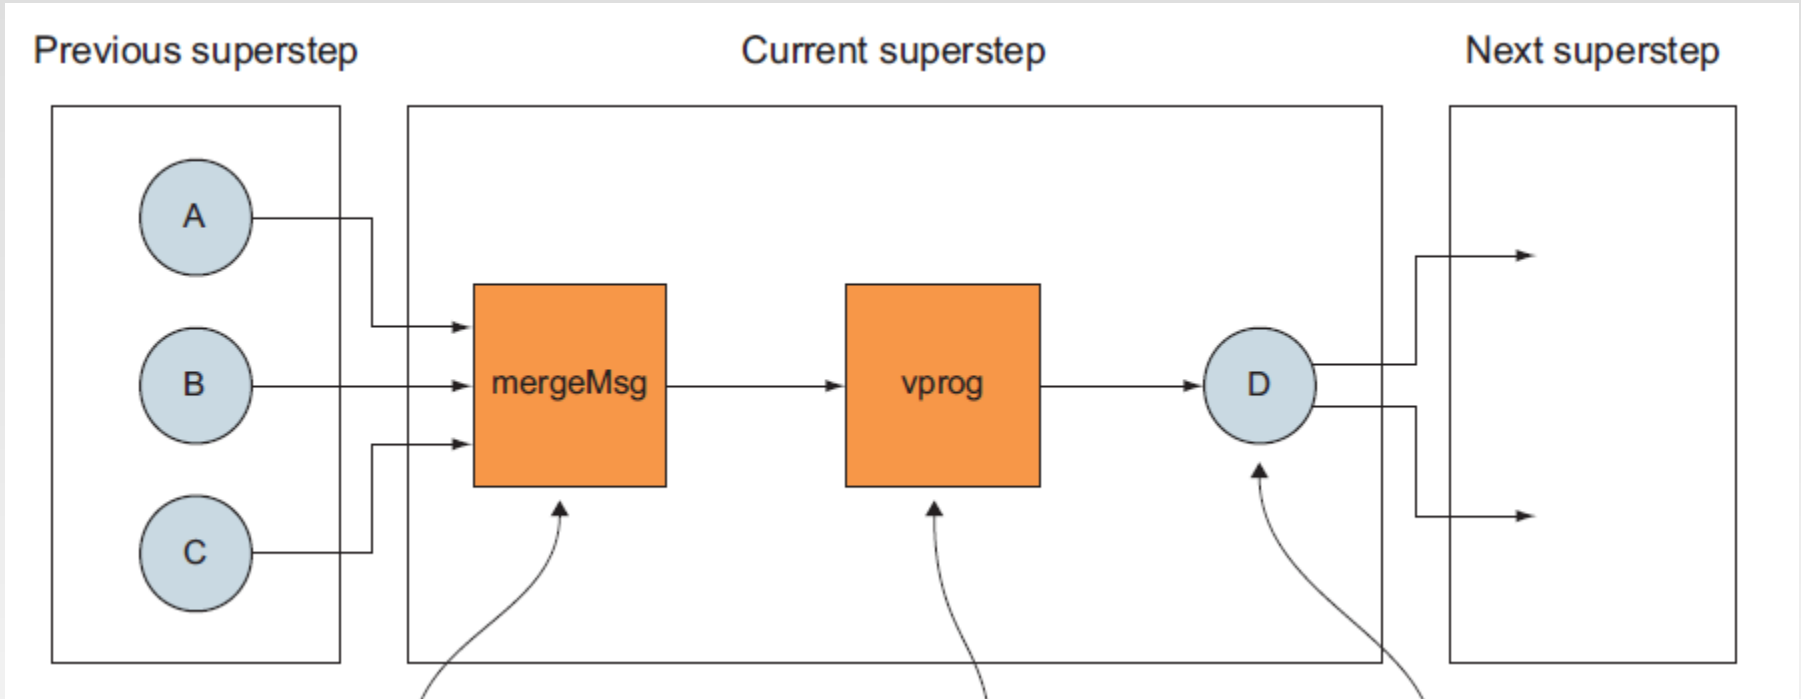 Previous superstep
Current superstep
Next superstep
A
B
C
mergeMsg
vprog
D